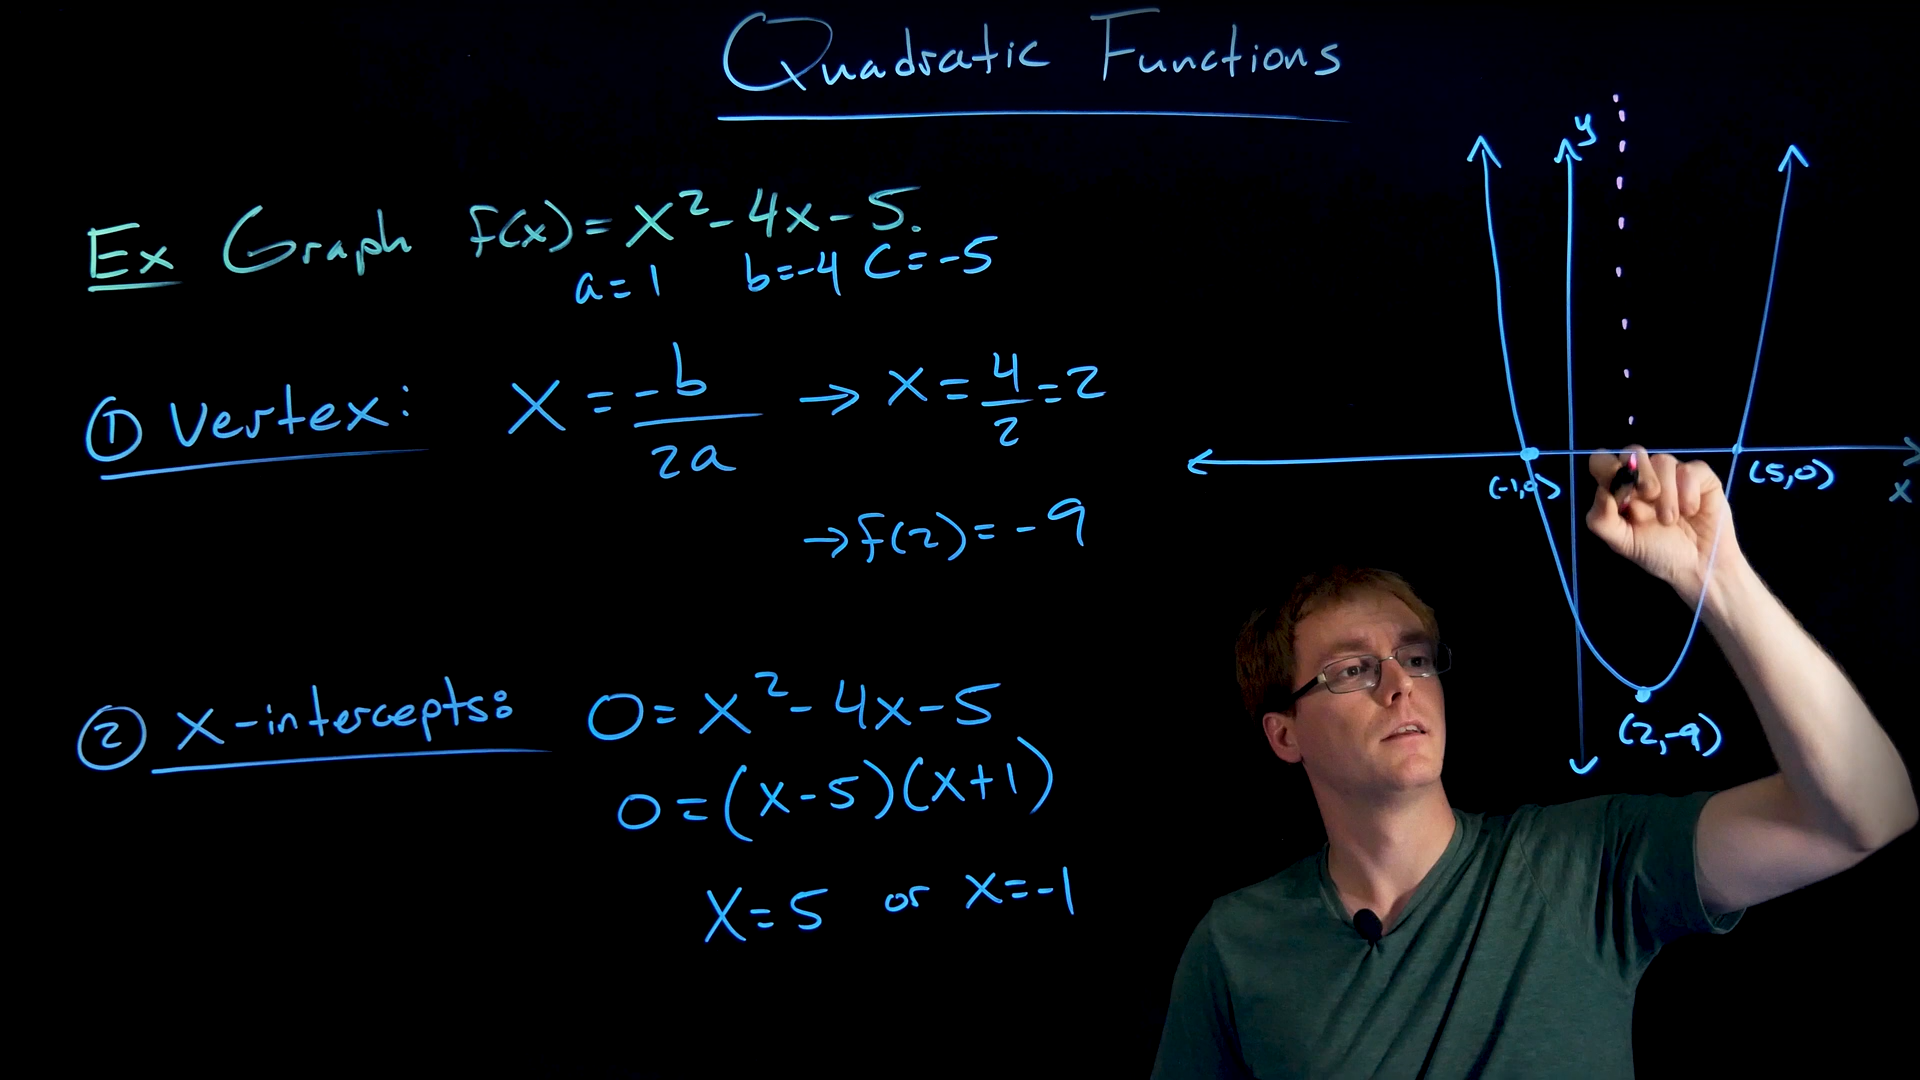 Quadratic Functions
Ex Graph f(x) = x² - 4x - 5.
a = 1 b = -4 c = -5
① Vertex: x = -b/2a → x = 4/2 = 2
→ f(2) = -9
② X-intercepts: 0 = x² - 4x - 5
0 = (x-5)(x+1)
x = 5 or x = -1
y
(-1,0)
(5,0)
x
(2,-9)